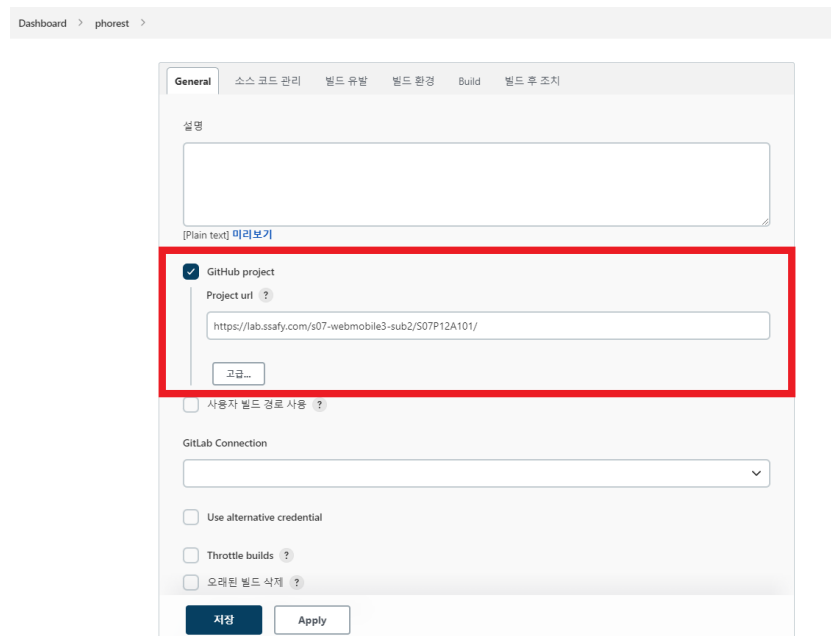 Dashboard > phorest >
General 소스 코드 관리 빌드 유발 빌드 환경 Build 빌드 후 조치
설명
[Plain text] 미리보기
GitHub project
Project url ?
https://lab.ssafy.com/s07-webmobile3-sub2/S07P12A101/
고급...
사용자 빌드 경로 사용 ?
GitLab Connection
Use alternative credential
Throttle builds ?
오래된 빌드 삭제 ?
저장 Apply